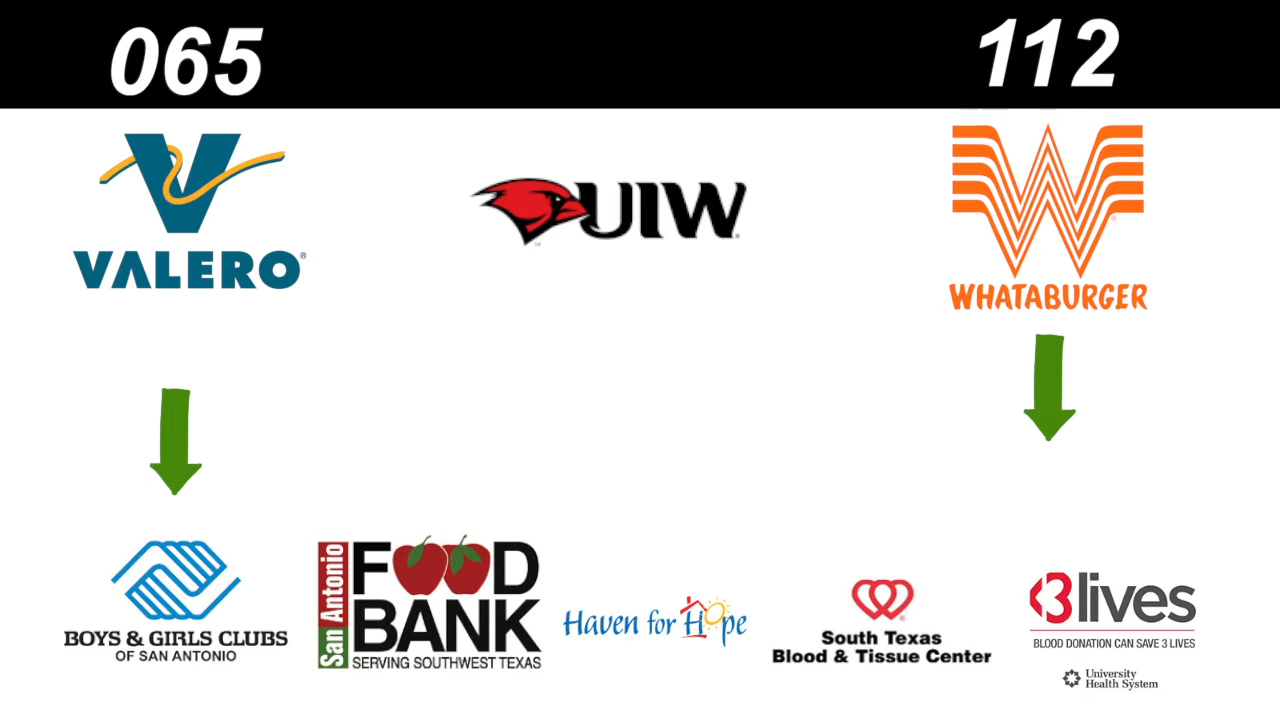 065
112
VALERO®
UIW
WHATABURGER
BOYS & GIRLS CLUBS
OF SAN ANTONIO
San Antonio
FOOD
BANK
SERVING SOUTHWEST TEXAS
Haven for Hope
South Texas
Blood & Tissue Center
3lives
BLOOD DONATION CAN SAVE 3 LIVES
University
Health System